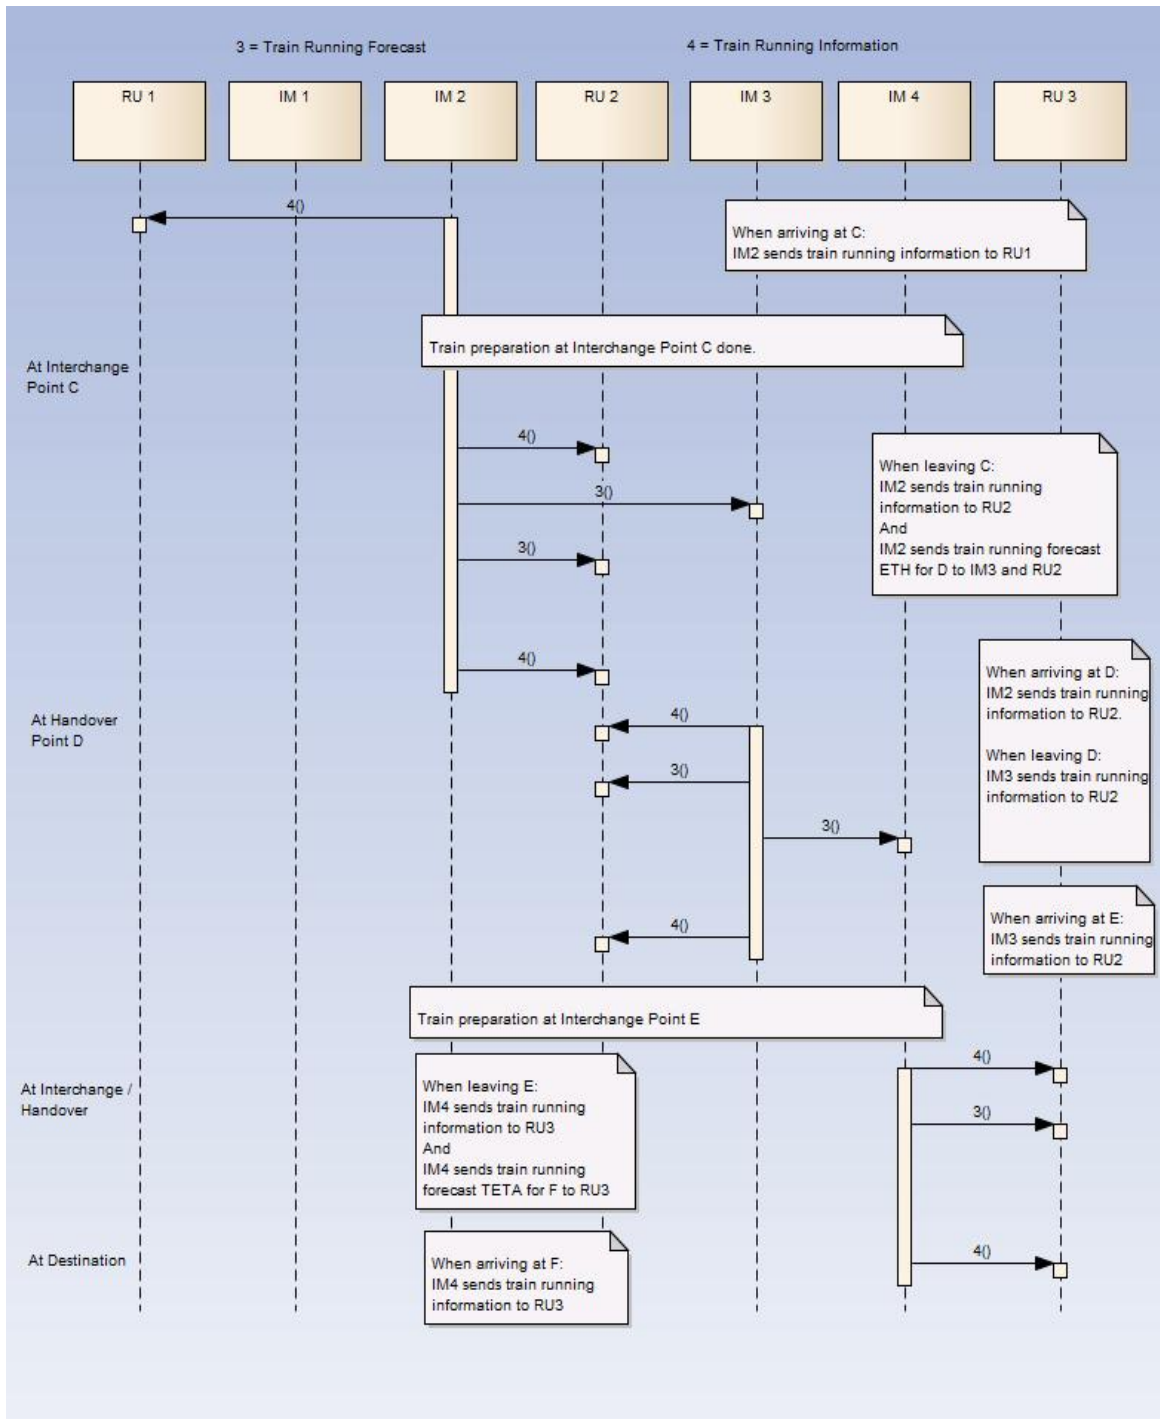 3 = Train Running Forecast
4 = Train Running Information
RU 1
IM 1
IM 2
RU 2
IM 3
IM 4
RU 3
4()
When arriving at C:
IM2 sends train running information to RU1
Train preparation at Interchange Point C done.
At Interchange
Point C
4()
3()
3()
When leaving C:
IM2 sends train running
information to RU2
And
IM2 sends train running forecast
ETH for D to IM3 and RU2
4()
When arriving at D:
IM2 sends train running
information to RU2.
When leaving D:
IM3 sends train running
information to RU2
At Handover
Point D
4()
3()
3()
4()
When arriving at E:
IM3 sends train running
information to RU2
Train preparation at Interchange Point E
4()
At Interchange /
Handover
When leaving E:
IM4 sends train running
information to RU3
And
IM4 sends train running
forecast TETA for F to RU3
3()
At Destination
When arriving at F:
IM4 sends train running
information to RU3
4()